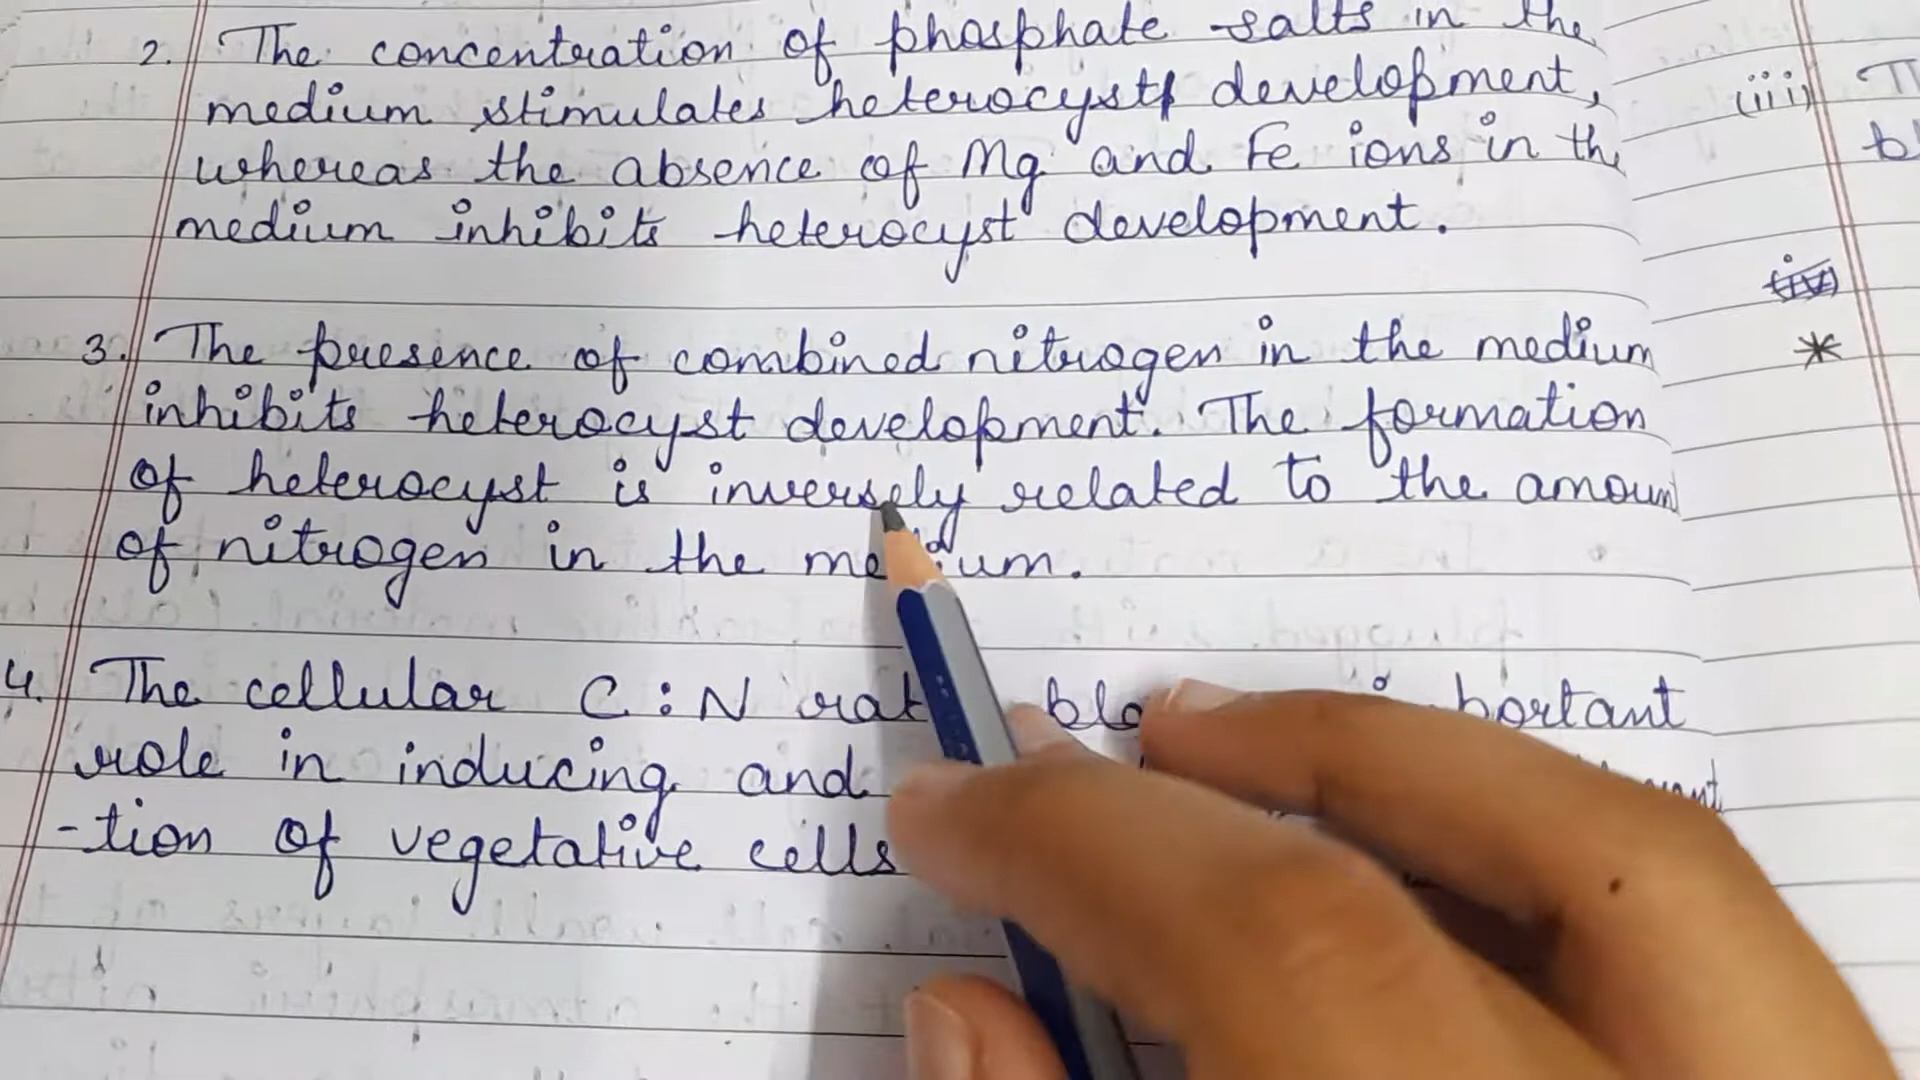 2. The concentration of phosphate salts in the
medium stimulates heterocyst development,
whereas the absence of Mg and Fe ions in the
medium inhibits heterocyst development.
3. The presence of combined nitrogen in the medium
inhibits heterocyst development. The formation
of heterocyst is inversely related to the amount
of nitrogen in the medium.
4. The cellular C:N important
role in inducing and
-tion of vegetative cells
(iii)
*